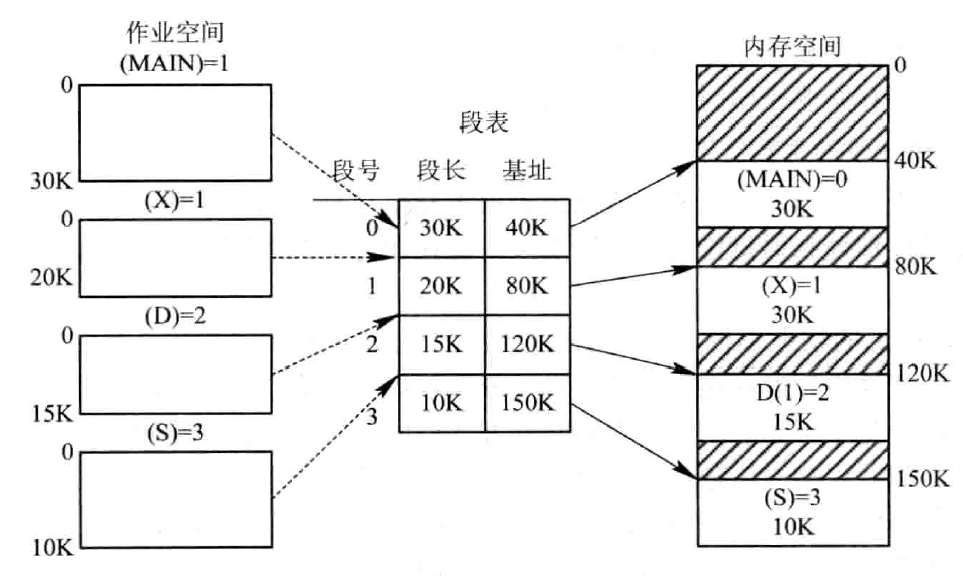 作业空间
(MAIN)=1
0
30K
(X)=1
0
20K
(D)=2
0
15K
(S)=3
0
10K
段表
段号 段长 基址
0 30K 40K
1 20K 80K
2 15K 120K
3 10K 150K
内存空间
0
40K
(MAIN)=0
30K
80K
(X)=1
30K
120K
D(1)=2
15K
150K
(S)=3
10K